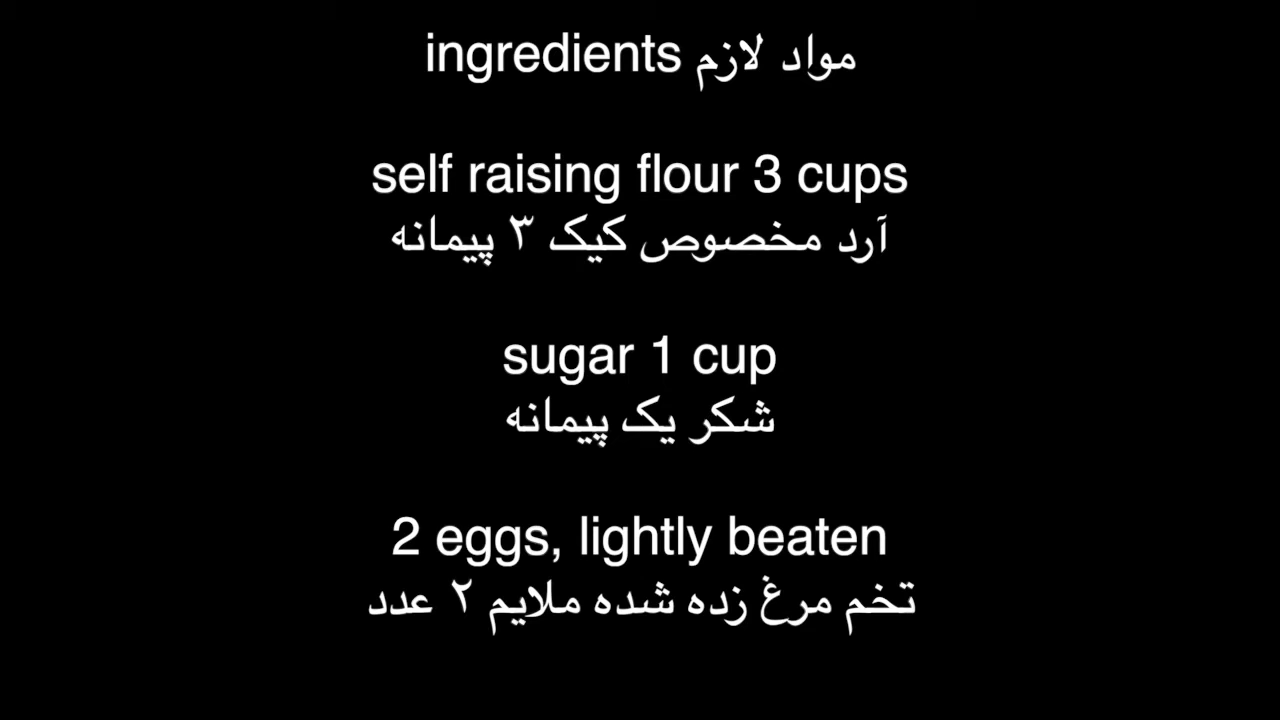 ingredients مواد لازم
self raising flour 3 cups
آرد مخصوص کیک ۳ پیمانه
sugar 1 cup
شکر یک پیمانه
2 eggs, lightly beaten
تخم مرغ زده شده ملایم ۲ عدد